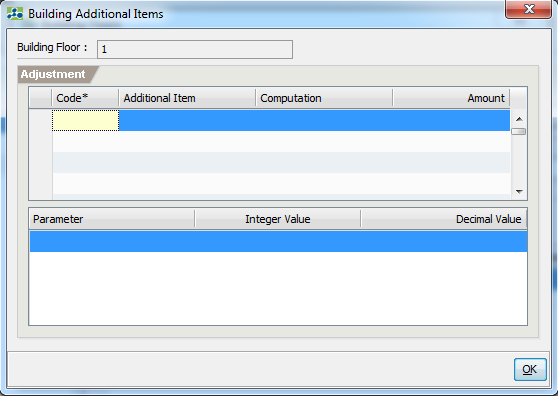 Building Additional Items
Building Floor : 1
Adjustment
Code* Additional Item Computation Amount
Parameter Integer Value Decimal Value
OK